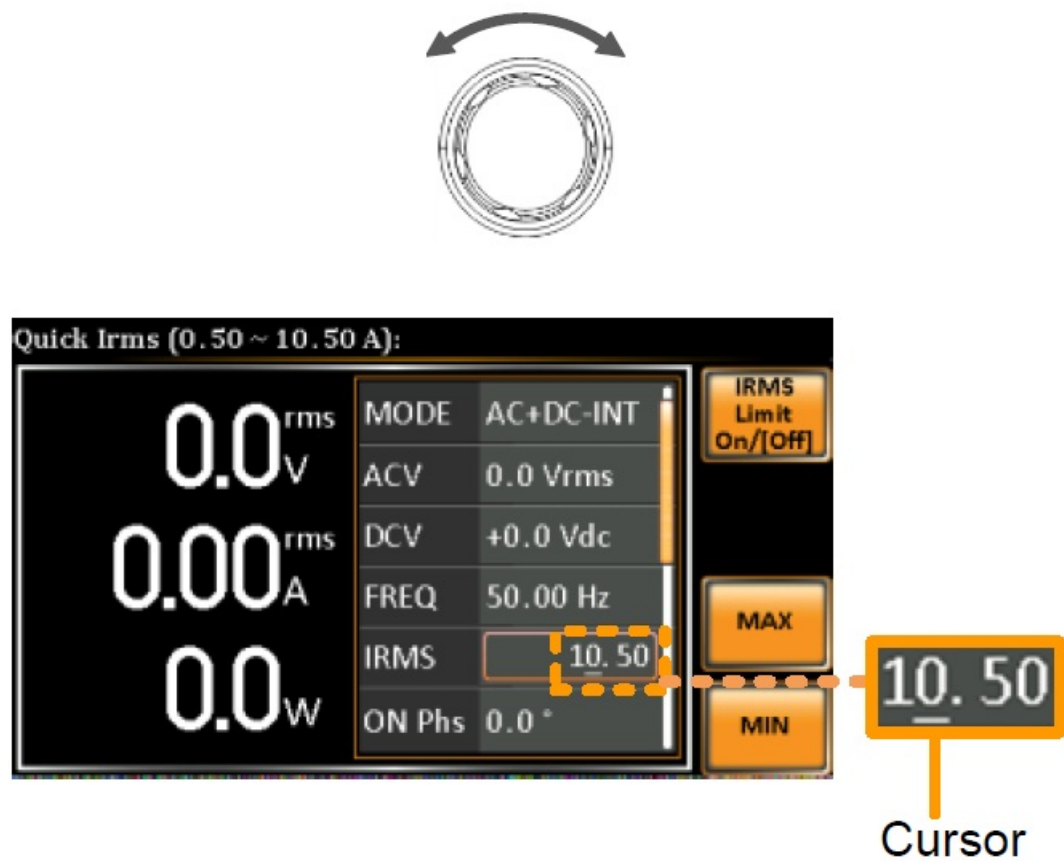 Quick Irms (0.50 ~ 10.50 A):
0.0 rms V
0.00 rms A
0.0 W
MODE AC+DC-INT
ACV 0.0 Vrms
DCV +0.0 Vdc
FREQ 50.00 Hz
IRMS 10.50
ON Phs 0.0 °
IRMS
Limit
On/[Off]
MAX
MIN
10.50
Cursor